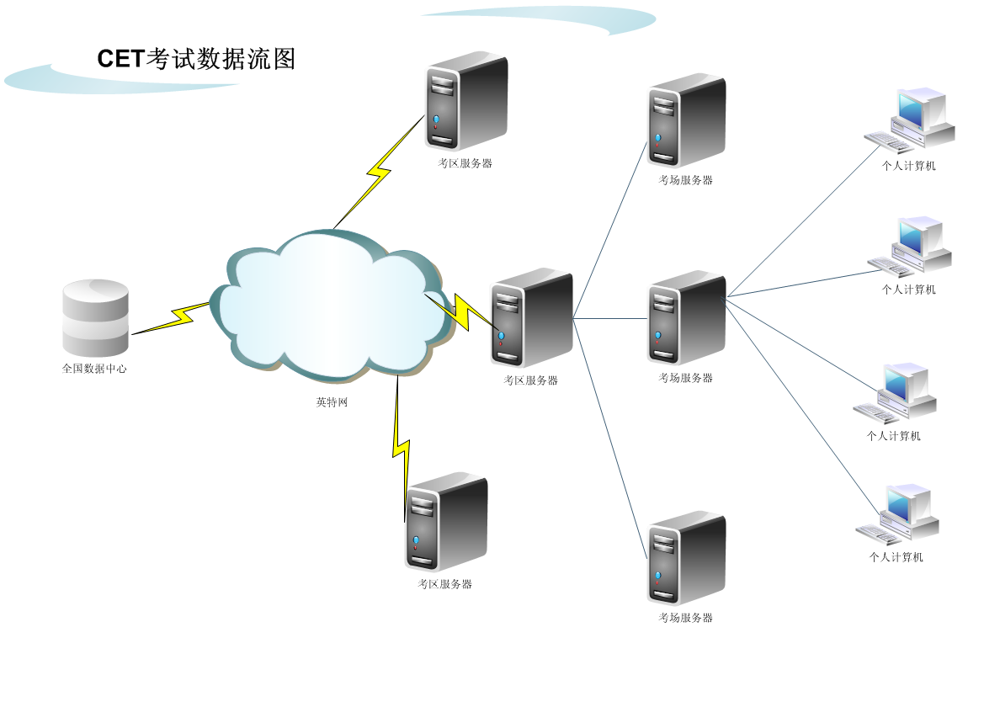 CET考试数据流图
考区服务器
考场服务器
个人计算机
个人计算机
全国数据中心
英特网
考区服务器
考场服务器
个人计算机
个人计算机
考区服务器
考场服务器